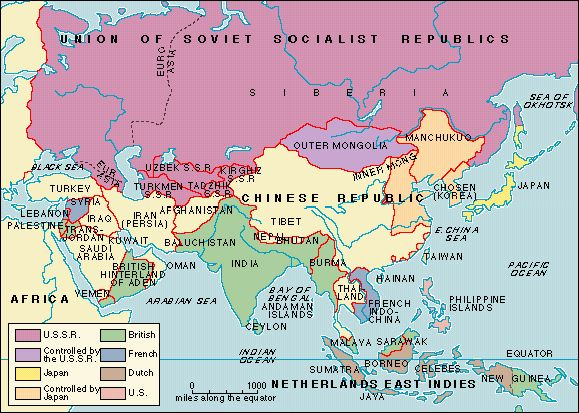 UNION OF SOVIET SOCIALIST REPUBLICS
EUROPE
ASIA
SIBERIA
SEA OF
OKHOTSK
OUTER MONGOLIA
MANCHUKUO
INNER MONG.
BLACK SEA
EUR.
ASIA
UZBEK S.S.R.
KIRGHIZ
S.S.R.
TURKMEN
S.S.R.
TADZHIK
S.S.R.
CHINESE REPUBLIC
CHOSEN
(KOREA)
JAPAN
TURKEY
SYRIA
LEBANON
PALESTINE
IRAQ
TRANS-
JORDAN
KUWAIT
IRAN
(PERSIA)
AFGHANISTAN
TIBET
NEPAL
BHUTAN
BALUCHISTAN
SAUDI
ARABIA
OMAN
INDIA
BURMA
E. CHINA
SEA
TAIWAN
PACIFIC
OCEAN
BRITISH
HINTERLAND
OF ADEN
YEMEN
AFRICA
ARABIAN SEA
BAY OF
BENGAL
ANDAMAN
ISLANDS
THAI-
LAND
HAINAN
FRENCH
INDO-
CHINA
PHILIPPINE
ISLANDS
CEYLON
INDIAN
OCEAN
MALAYA
SARAWAK
BORNEO
CELEBES
SUMATRA
JAVA
EQUATOR
NEW GUINEA
NETHERLANDS EAST INDIES
U.S.S.R.
British
Controlled by
the U.S.S.R.
French
Japan
Dutch
Controlled by
Japan
U.S.
0 1000
miles along the equator